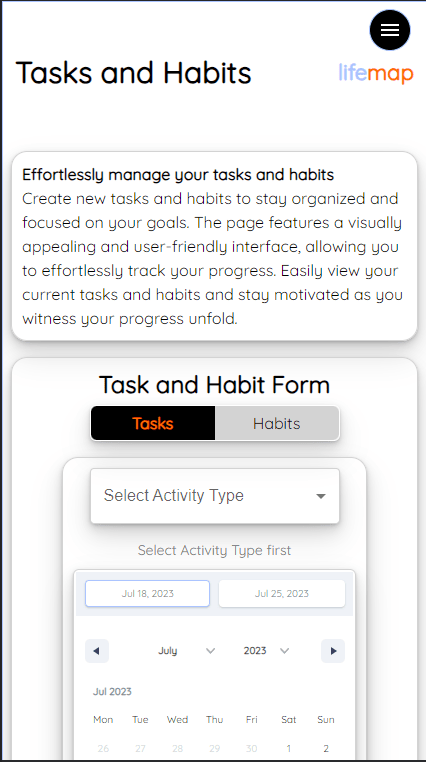 Tasks and Habits
lifemap
Effortlessly manage your tasks and habits
Create new tasks and habits to stay organized and
focused on your goals. The page features a visually
appealing and user-friendly interface, allowing you
to effortlessly track your progress. Easily view your
current tasks and habits and stay motivated as you
witness your progress unfold.
Task and Habit Form
Tasks Habits
Select Activity Type
Select Activity Type first
Jul 18, 2023 Jul 25, 2023
July 2023
Jul 2023
Mon Tue Wed Thu Fri Sat Sun
26 27 28 29 30 1 2